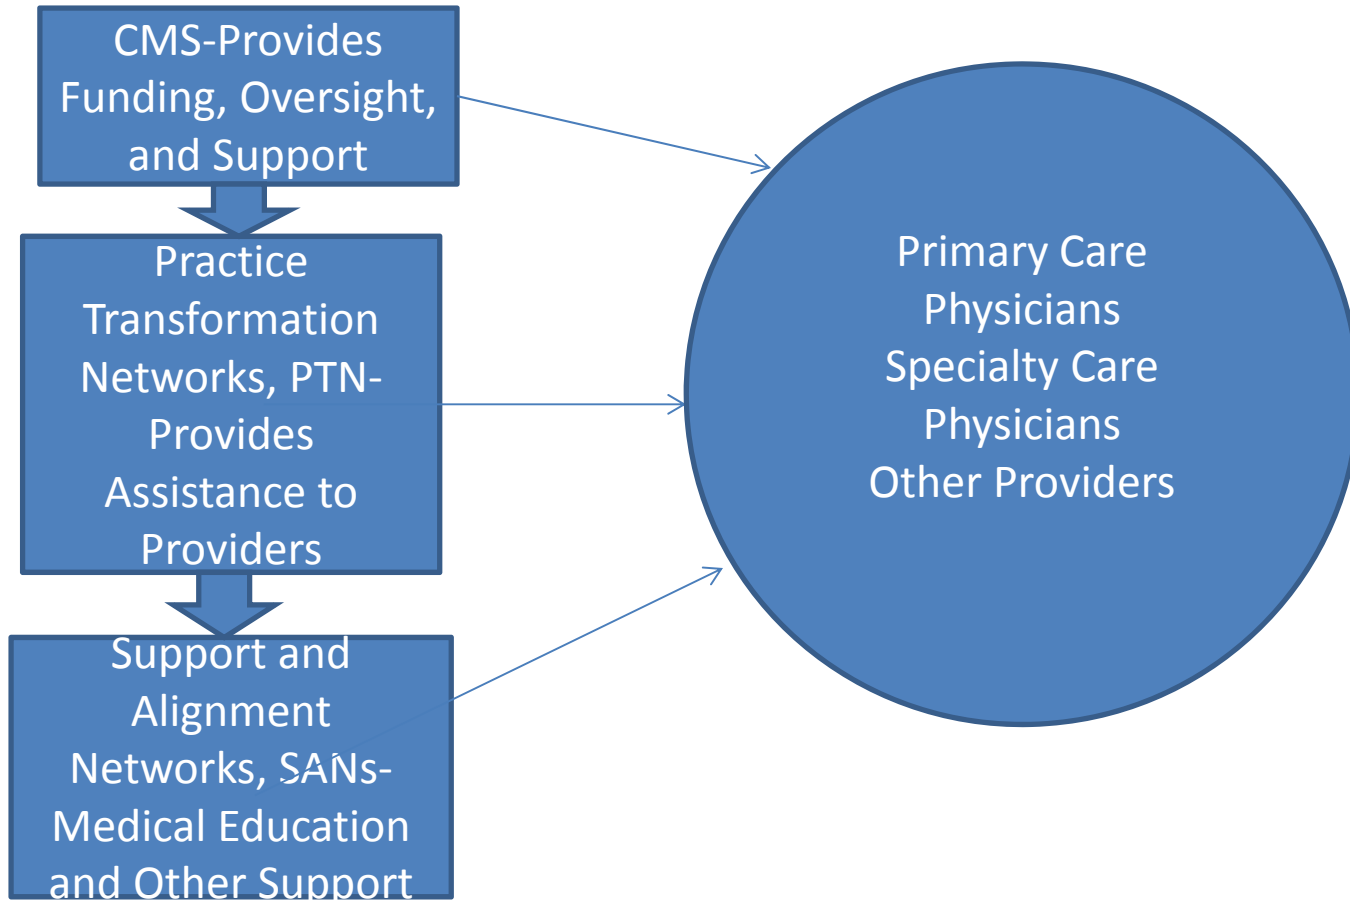 CMS-Provides
Funding, Oversight,
and Support
Practice
Transformation
Networks, PTN-
Provides
Assistance to
Providers
Support and
Alignment
Networks, SANs-
Medical Education
and Other Support
Primary Care
Physicians
Specialty Care
Physicians
Other Providers